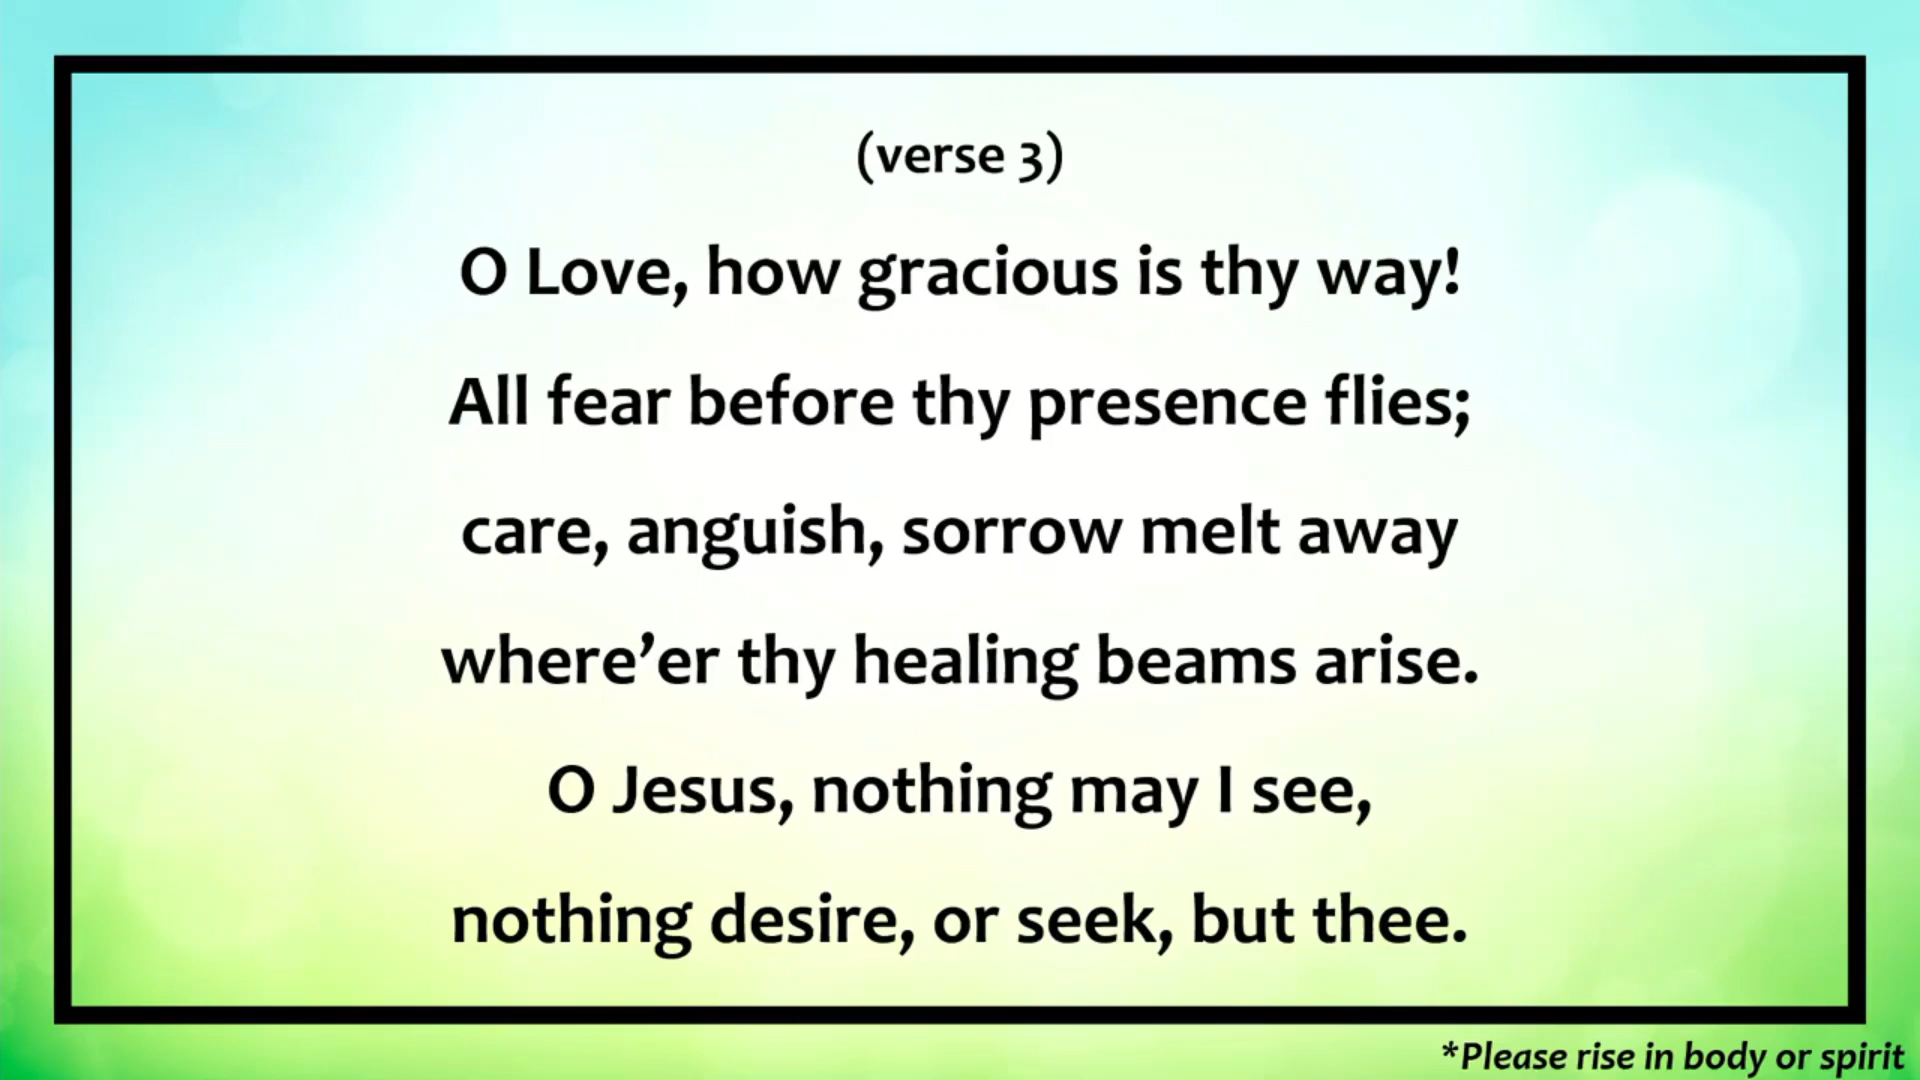 (verse 3)
O Love, how gracious is thy way!
All fear before thy presence flies;
care, anguish, sorrow melt away
where’er thy healing beams arise.
O Jesus, nothing may I see,
nothing desire, or seek, but thee.
*Please rise in body or spirit